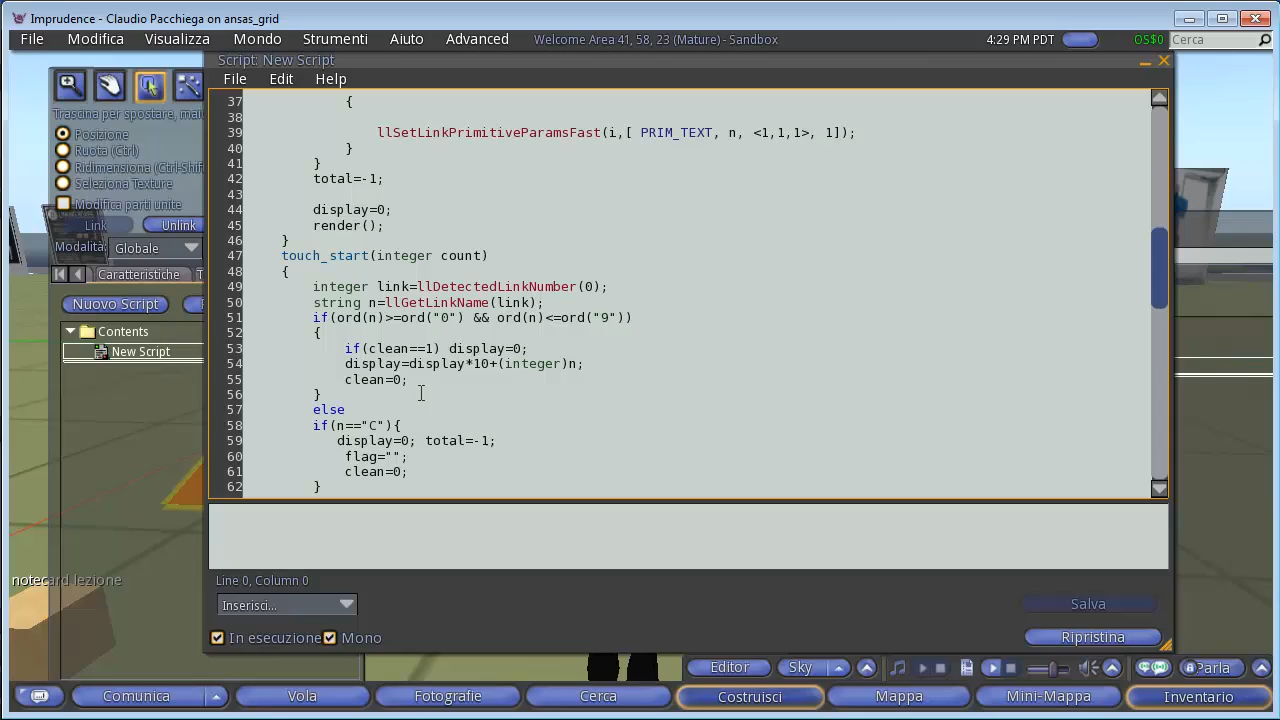 Imprudence - Claudio Pacchiega on ansas_grid
File Modifica Visualizza Mondo Strumenti Aiuto Advanced Welcome Area 41, 58, 23 (Mature) - Sandbox 4:29 PM PDT OS$0 Cerca
Script: New Script
File Edit Help
Trascina per spostare, mai
Posizione
Ruota (Ctrl)
Ridimensiona (Ctrl-Shift
Seleziona Texture
Modifica parti unite
Link Unlink
Modalità: Globale
Caratteristiche
Nuovo Script
Contents
New Script
37 {
38
39 llSetLinkPrimitiveParamsFast(i,[ PRIM_TEXT, n, <1,1,1>, 1]);
40 }
41 }
42 total=-1;
43
44 display=0;
45 render();
46 }
47 touch_start(integer count)
48 {
49 integer link=llDetectedLinkNumber(0);
50 string n=llGetLinkName(link);
51 if(ord(n)>=ord("0") && ord(n)<=ord("9"))
52 {
53 if(clean==1) display=0;
54 display=display*10+(integer)n;
55 clean=0;
56 }
57 else
58 if(n=="C"){
59 display=0; total=-1;
60 flag="";
61 clean=0;
62 }
notecard lezione
Line 0, Column 0
Inserisci... Salva
In esecuzione Mono Ripristina
Editor Sky Parla
Comunica Vola Fotografie Cerca Costruisci Mappa Mini-Mappa Inventario